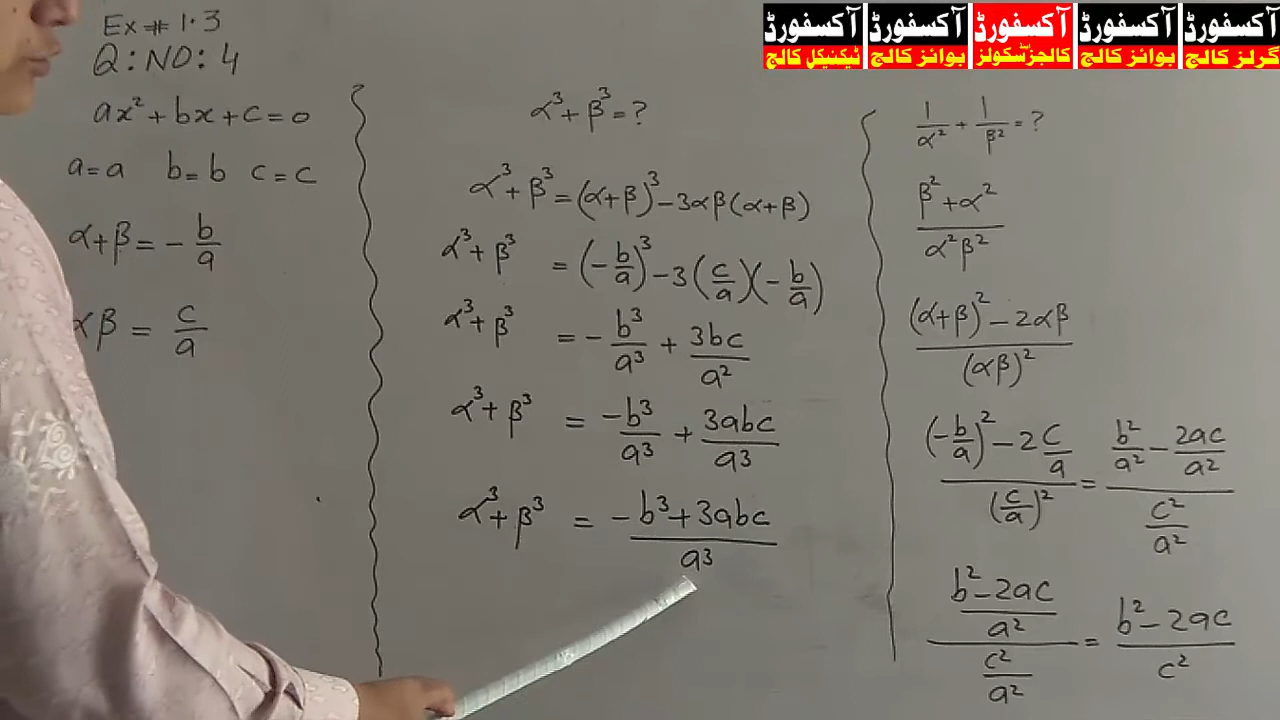 آکسفورڈ آکسفورڈ آکسفورڈ آکسفورڈ آکسفورڈ
گرلز کالج بوائز کالج کالجز سکولز بوائز کالج ٹیکنیکل کالج
Ex # 1.3
Q: NO: 4
ax² + bx + c = 0
a = a b = b c = c
α+β = - b/a
αβ = c/a
α³ + β³ = ?
α³ + β³ = (α+β)³ - 3αβ(α+β)
α³ + β³ = (-b/a)³ - 3(c/a)(-b/a)
α³ + β³ = - b³/a³ + 3bc/a²
α³ + β³ = -b³/a³ + 3abc/a³
α³ + β³ = (-b³ + 3abc)/a³
1/α² + 1/β² = ?
(β² + α²)/(α²β²)
((α+β)² - 2αβ)/(αβ)²
((-b/a)² - 2c/a)/(c/a)² = (b²/a² - 2ac/a²)/(c²/a²)
((b² - 2ac)/a²)/(c²/a²) = (b² - 2ac)/c²